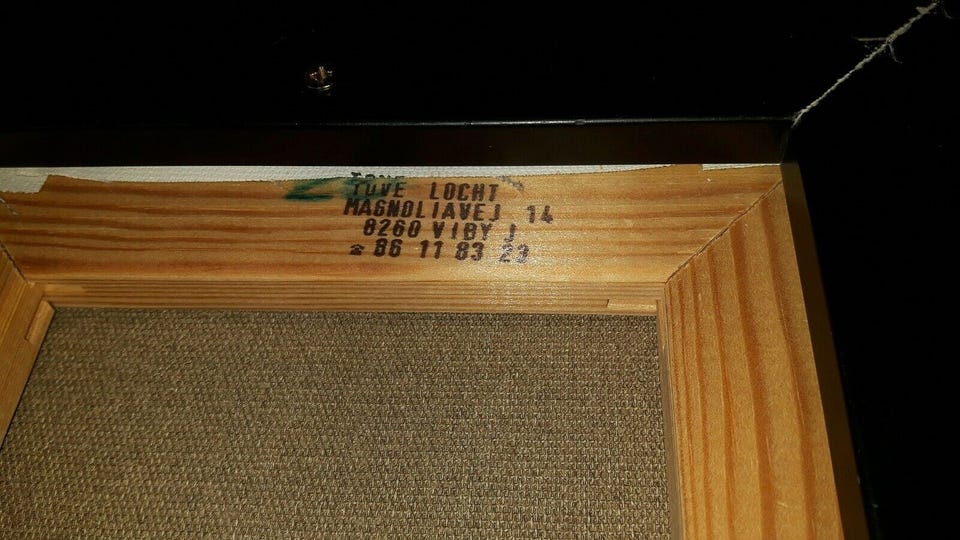 TOVE LOCHT
MAGNOLIAVEJ 14
8260 VIBY J
☎ 86 11 83 23